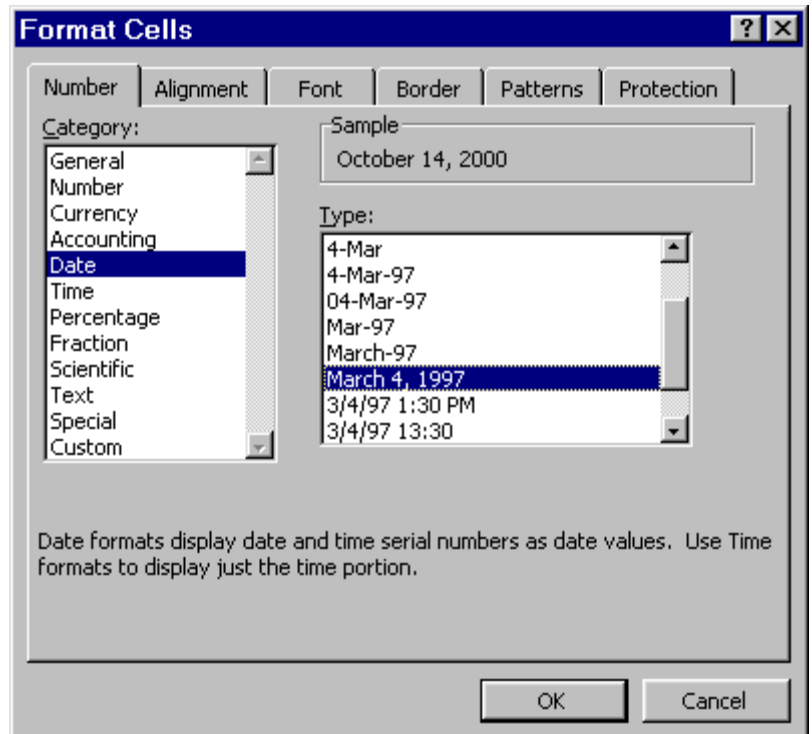 Format Cells
Number Alignment Font Border Patterns Protection
Category:
General
Number
Currency
Accounting
Date
Time
Percentage
Fraction
Scientific
Text
Special
Custom
Sample
October 14, 2000
Type:
4-Mar
4-Mar-97
04-Mar-97
Mar-97
March-97
March 4, 1997
3/4/97 1:30 PM
3/4/97 13:30
Date formats display date and time serial numbers as date values.  Use Time
formats to display just the time portion.
OK Cancel